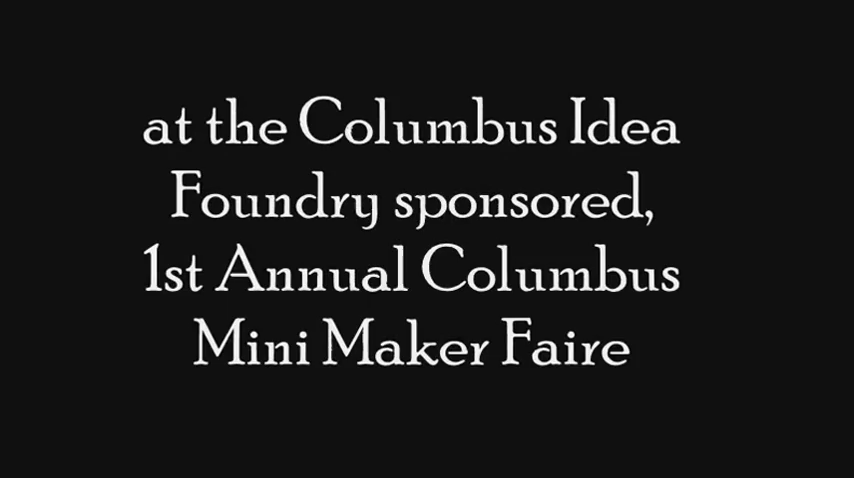 at the Columbus Idea
Foundry sponsored,
1st Annual Columbus
Mini Maker Faire